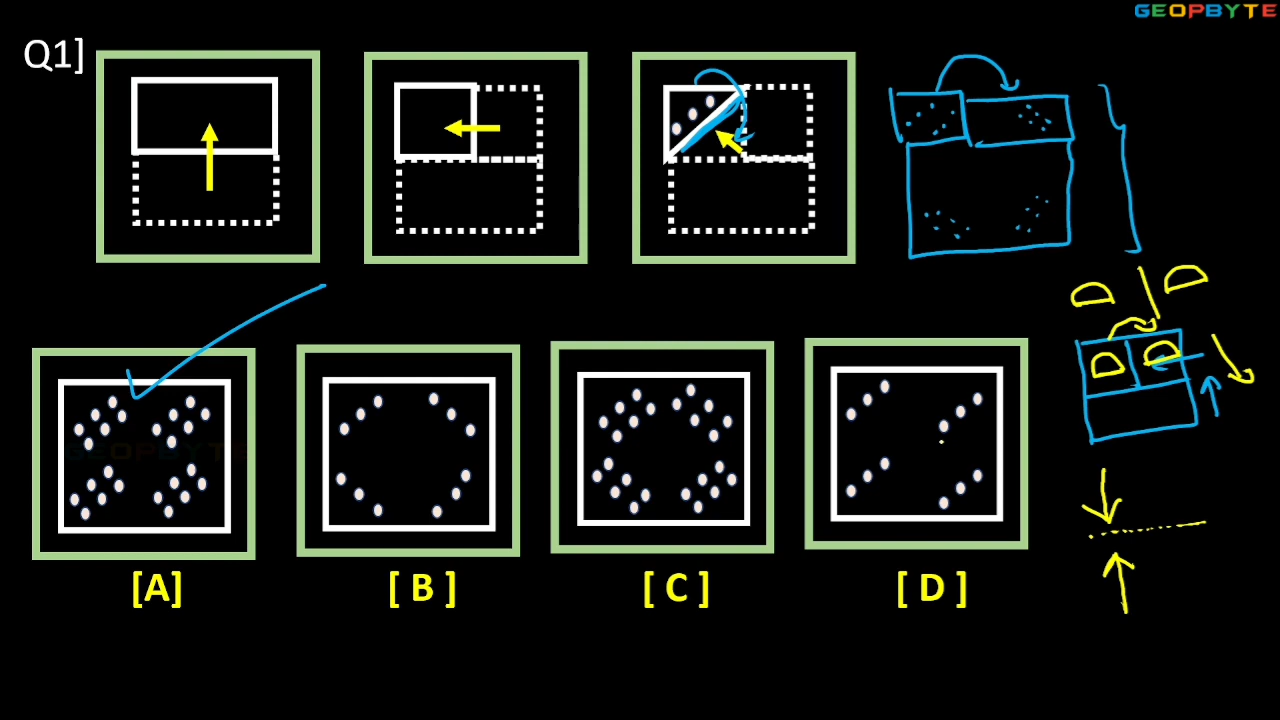 GEOPBYTE
Q1]
D D
D D
[A] [ B ] [ C ] [ D ]